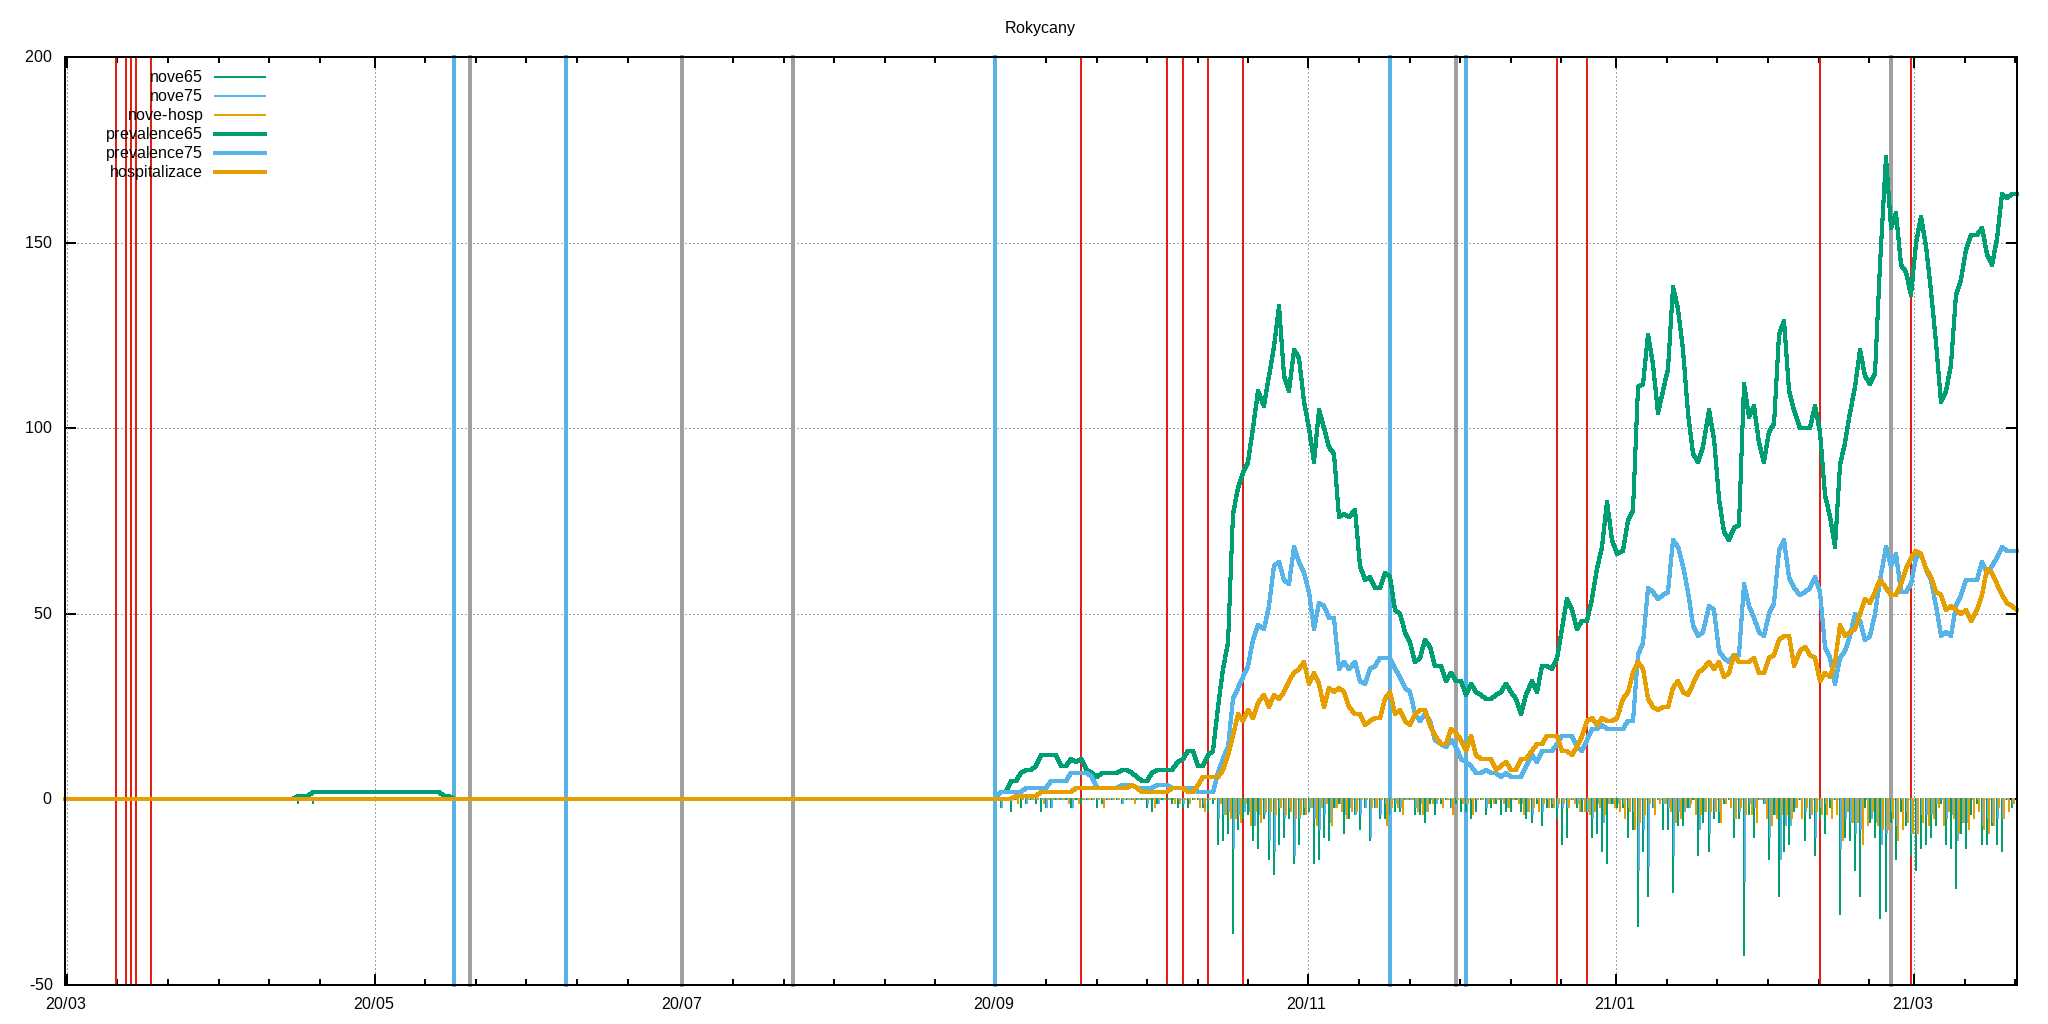 Rokycany
200
nove65
nove75
nove-hosp
prevalence65
prevalence75
hospitalizace
150
100
50
0
-50
20/03 20/05 20/07 20/09 20/11 21/01 21/03